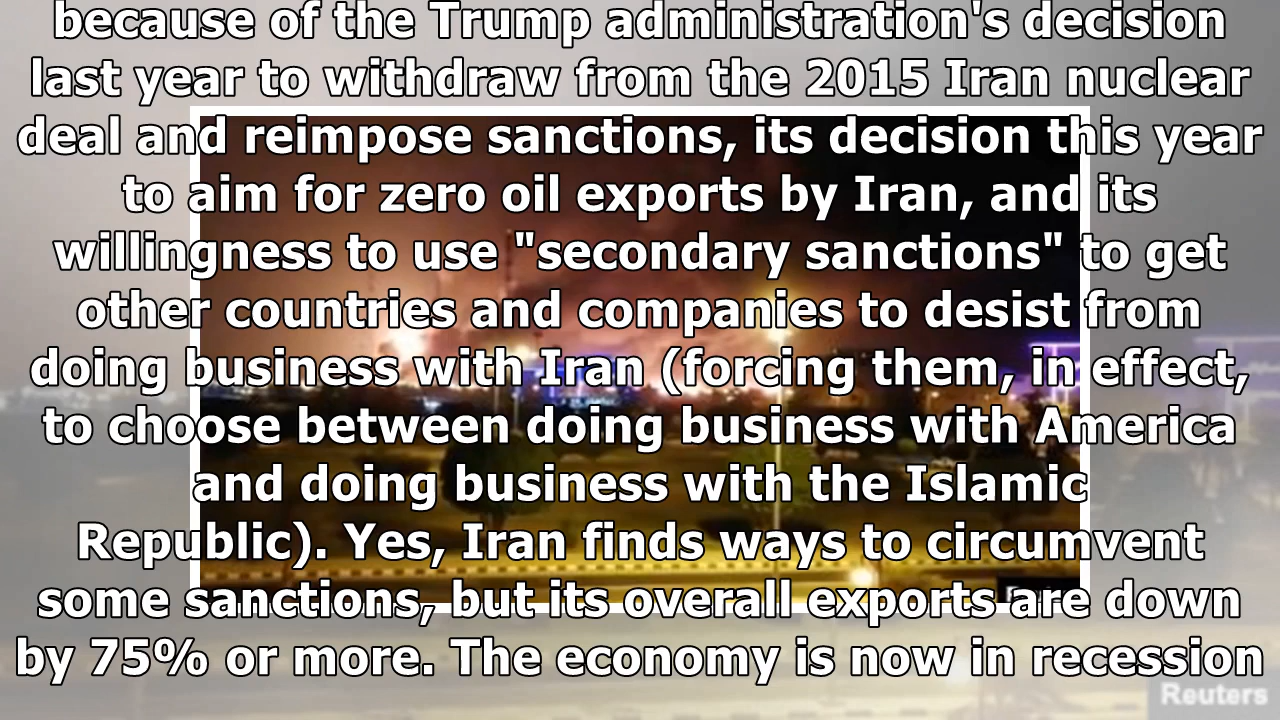 because of the Trump administration's decision
last year to withdraw from the 2015 Iran nuclear
deal and reimpose sanctions, its decision this year
to aim for zero oil exports by Iran, and its
willingness to use "secondary sanctions" to get
other countries and companies to desist from
doing business with Iran (forcing them, in effect,
to choose between doing business with America
and doing business with the Islamic
Republic). Yes, Iran finds ways to circumvent
some sanctions, but its overall exports are down
by 75% or more. The economy is now in recession
Reuters